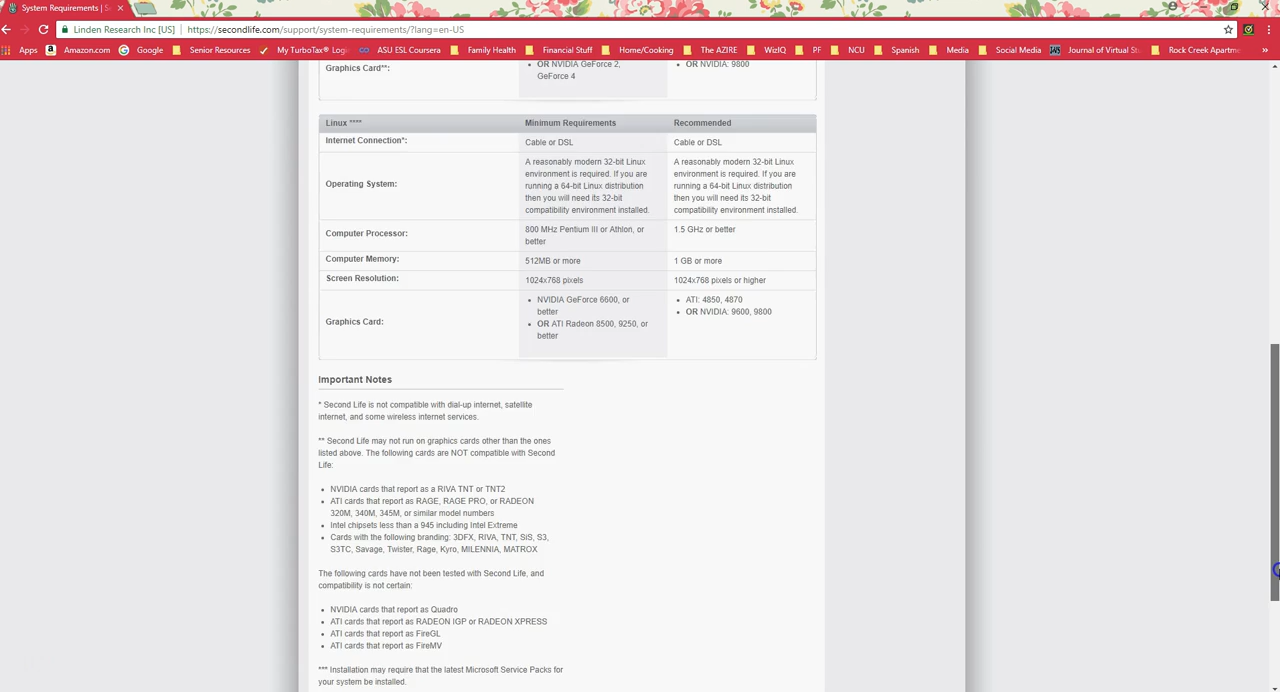 System Requirements | S
Linden Research Inc [US] https://secondlife.com/support/system-requirements/?lang=en-US
Apps Amazon.com Google Senior Resources My TurboTax® Logi ASU ESL Coursera Family Health Financial Stuff Home/Cooking The AZIRE WizIQ PF NCU Spanish Media Social Media Journal of Virtual Stu Rock Creek Apartme »
Graphics Card**:
OR NVIDIA GeForce 2,
GeForce 4
OR NVIDIA: 9800
Linux **** Minimum Requirements Recommended
Internet Connection*: Cable or DSL Cable or DSL
Operating System:
A reasonably modern 32-bit Linux
environment is required. If you are
running a 64-bit Linux distribution
then you will need its 32-bit
compatibility environment installed.
A reasonably modern 32-bit Linux
environment is required. If you are
running a 64-bit Linux distribution
then you will need its 32-bit
compatibility environment installed.
Computer Processor:
800 MHz Pentium III or Athlon, or
better
1.5 GHz or better
Computer Memory: 512MB or more 1 GB or more
Screen Resolution: 1024x768 pixels 1024x768 pixels or higher
Graphics Card:
• NVIDIA GeForce 6600, or
better
• OR ATI Radeon 8500, 9250, or
better
• ATI: 4850, 4870
• OR NVIDIA: 9600, 9800
Important Notes
* Second Life is not compatible with dial-up internet, satellite
internet, and some wireless internet services.
** Second Life may not run on graphics cards other than the ones
listed above. The following cards are NOT compatible with Second
Life:
• NVIDIA cards that report as a RIVA TNT or TNT2
• ATI cards that report as RAGE, RAGE PRO, or RADEON
320M, 340M, 345M, or similar model numbers
• Intel chipsets less than a 945 including Intel Extreme
• Cards with the following branding: 3DFX, RIVA, TNT, SiS, S3,
S3TC, Savage, Twister, Rage, Kyro, MILENNIA, MATROX
The following cards have not been tested with Second Life, and
compatibility is not certain:
• NVIDIA cards that report as Quadro
• ATI cards that report as RADEON IGP or RADEON XPRESS
• ATI cards that report as FireGL
• ATI cards that report as FireMV
*** Installation may require that the latest Microsoft Service Packs for
your system be installed.